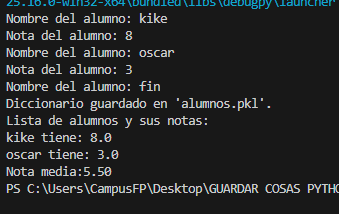 25.16.0-win32-x64\bundled\libs\debugpy\launcher
Nombre del alumno: kike
Nota del alumno: 8
Nombre del alumno: oscar
Nota del alumno: 3
Nombre del alumno: fin
Diccionario guardado en 'alumnos.pkl'.
Lista de alumnos y sus notas:
kike tiene: 8.0
oscar tiene: 3.0
Nota media:5.50
PS C:\Users\CampusFP\Desktop\GUARDAR COSAS PYTHO